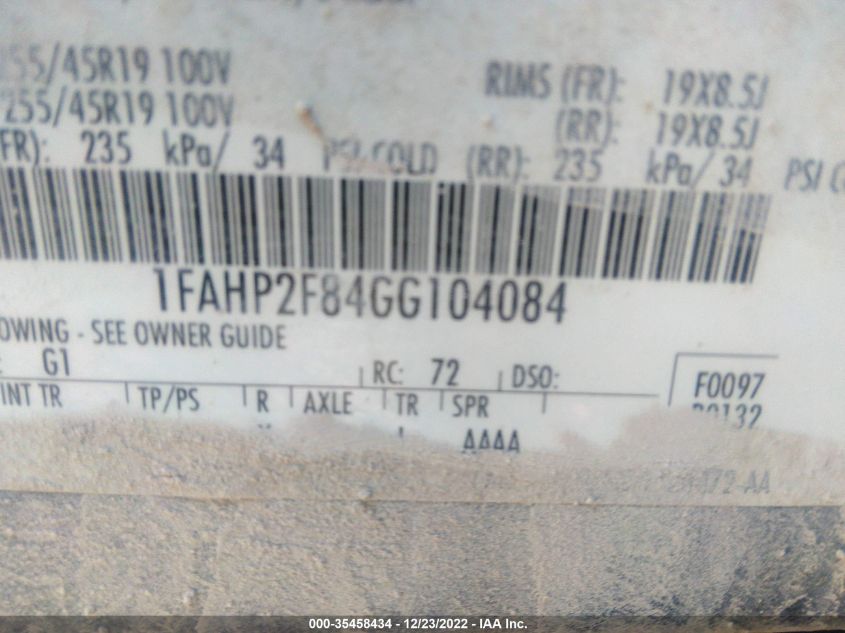 255/45R19 100V RIMS (FR): 19X8.5J
255/45R19 100V (RR): 19X8.5J
FR): 235 kPa/ 34 PSI COLD (RR): 235 kPa/ 34 PSI
1FAHP2F84GG104084
OWING - SEE OWNER GUIDE
: G1 RC: 72 DSO:
INT TR TP/PS R AXLE TR SPR F0097
AAAA
000-35458434 - 12/23/2022 - IAA Inc.